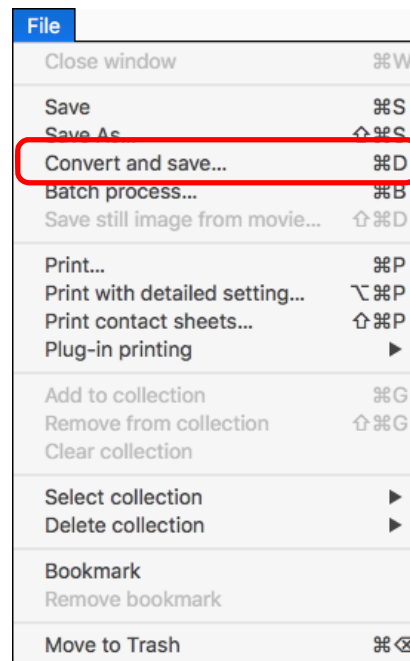 File
Close window ⌘W
Save ⌘S
Save As... ⇧⌘S
Convert and save... ⌘D
Batch process... ⌘B
Save still image from movie... ⇧⌘D
Print... ⌘P
Print with detailed setting... ⌥⌘P
Print contact sheets... ⇧⌘P
Plug-in printing ▶
Add to collection ⌘G
Remove from collection ⇧⌘G
Clear collection
Select collection ▶
Delete collection ▶
Bookmark
Remove bookmark
Move to Trash ⌘⌫